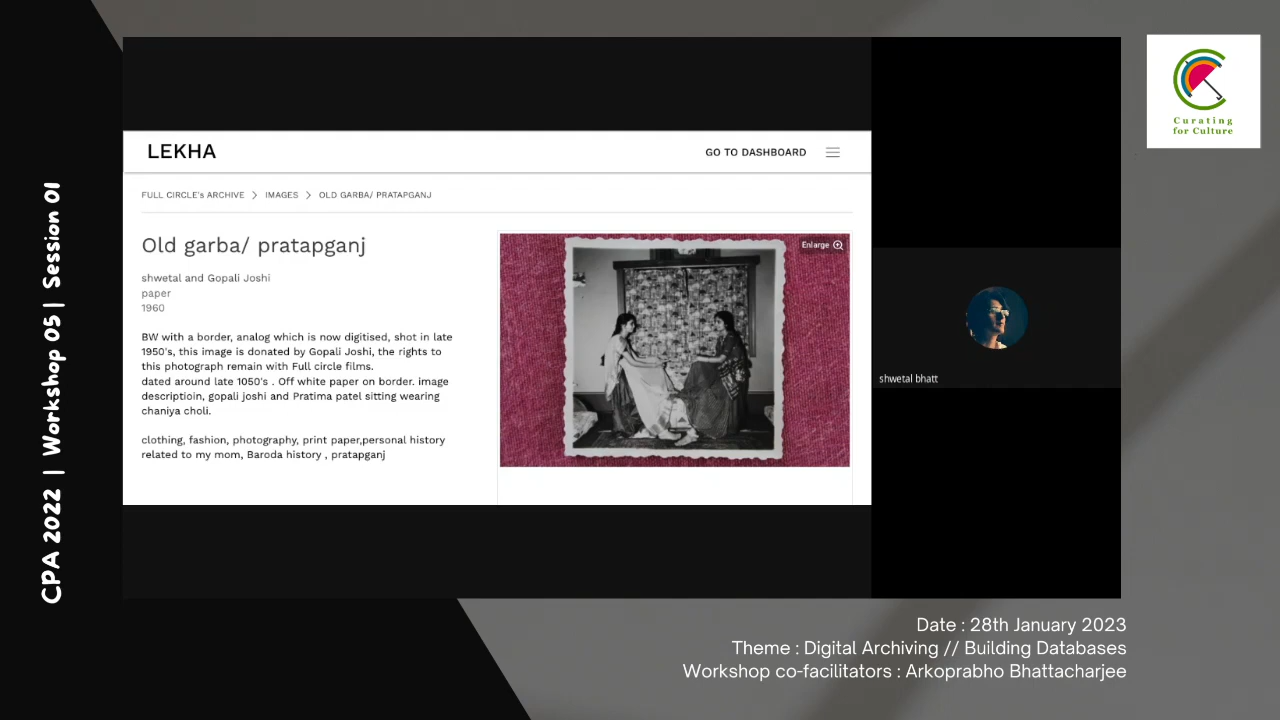 CPA 2022 | Workshop 05 | Session 01
LEKHA
GO TO DASHBOARD
FULL CIRCLE's ARCHIVE > IMAGES > OLD GARBA/ PRATAPGANJ
Old garba/ pratapganj
shwetal and Gopali Joshi
paper
1960
BW with a border, analog which is now digitised, shot in late
1950's, this image is donated by Gopali Joshi, the rights to
this photograph remain with Full circle films.
dated around late 1050's . Off white paper on border. image
descriptioin, gopali joshi and Pratima patel sitting wearing
chaniya choli.
clothing, fashion, photography, print paper,personal history
related to my mom, Baroda history , pratapganj
Enlarge
shwetal bhatt
Curating
for Culture
Date : 28th January 2023
Theme : Digital Archiving // Building Databases
Workshop co-facilitators : Arkoprabho Bhattacharjee